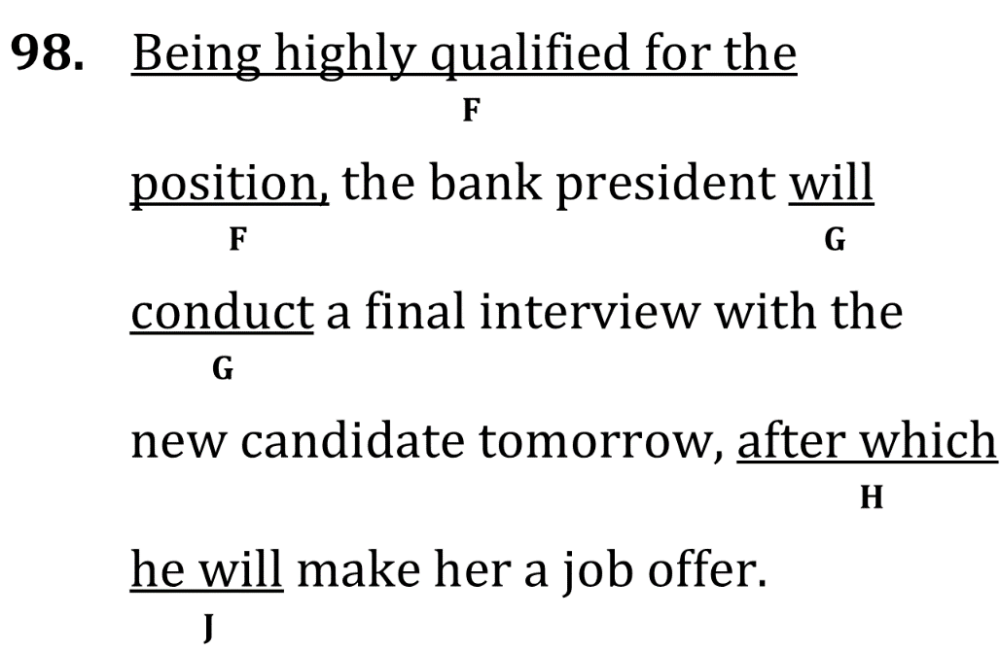 98. Being highly qualified for the
F
position, the bank president will
F G
conduct a final interview with the
G
new candidate tomorrow, after which
H
he will make her a job offer.
J